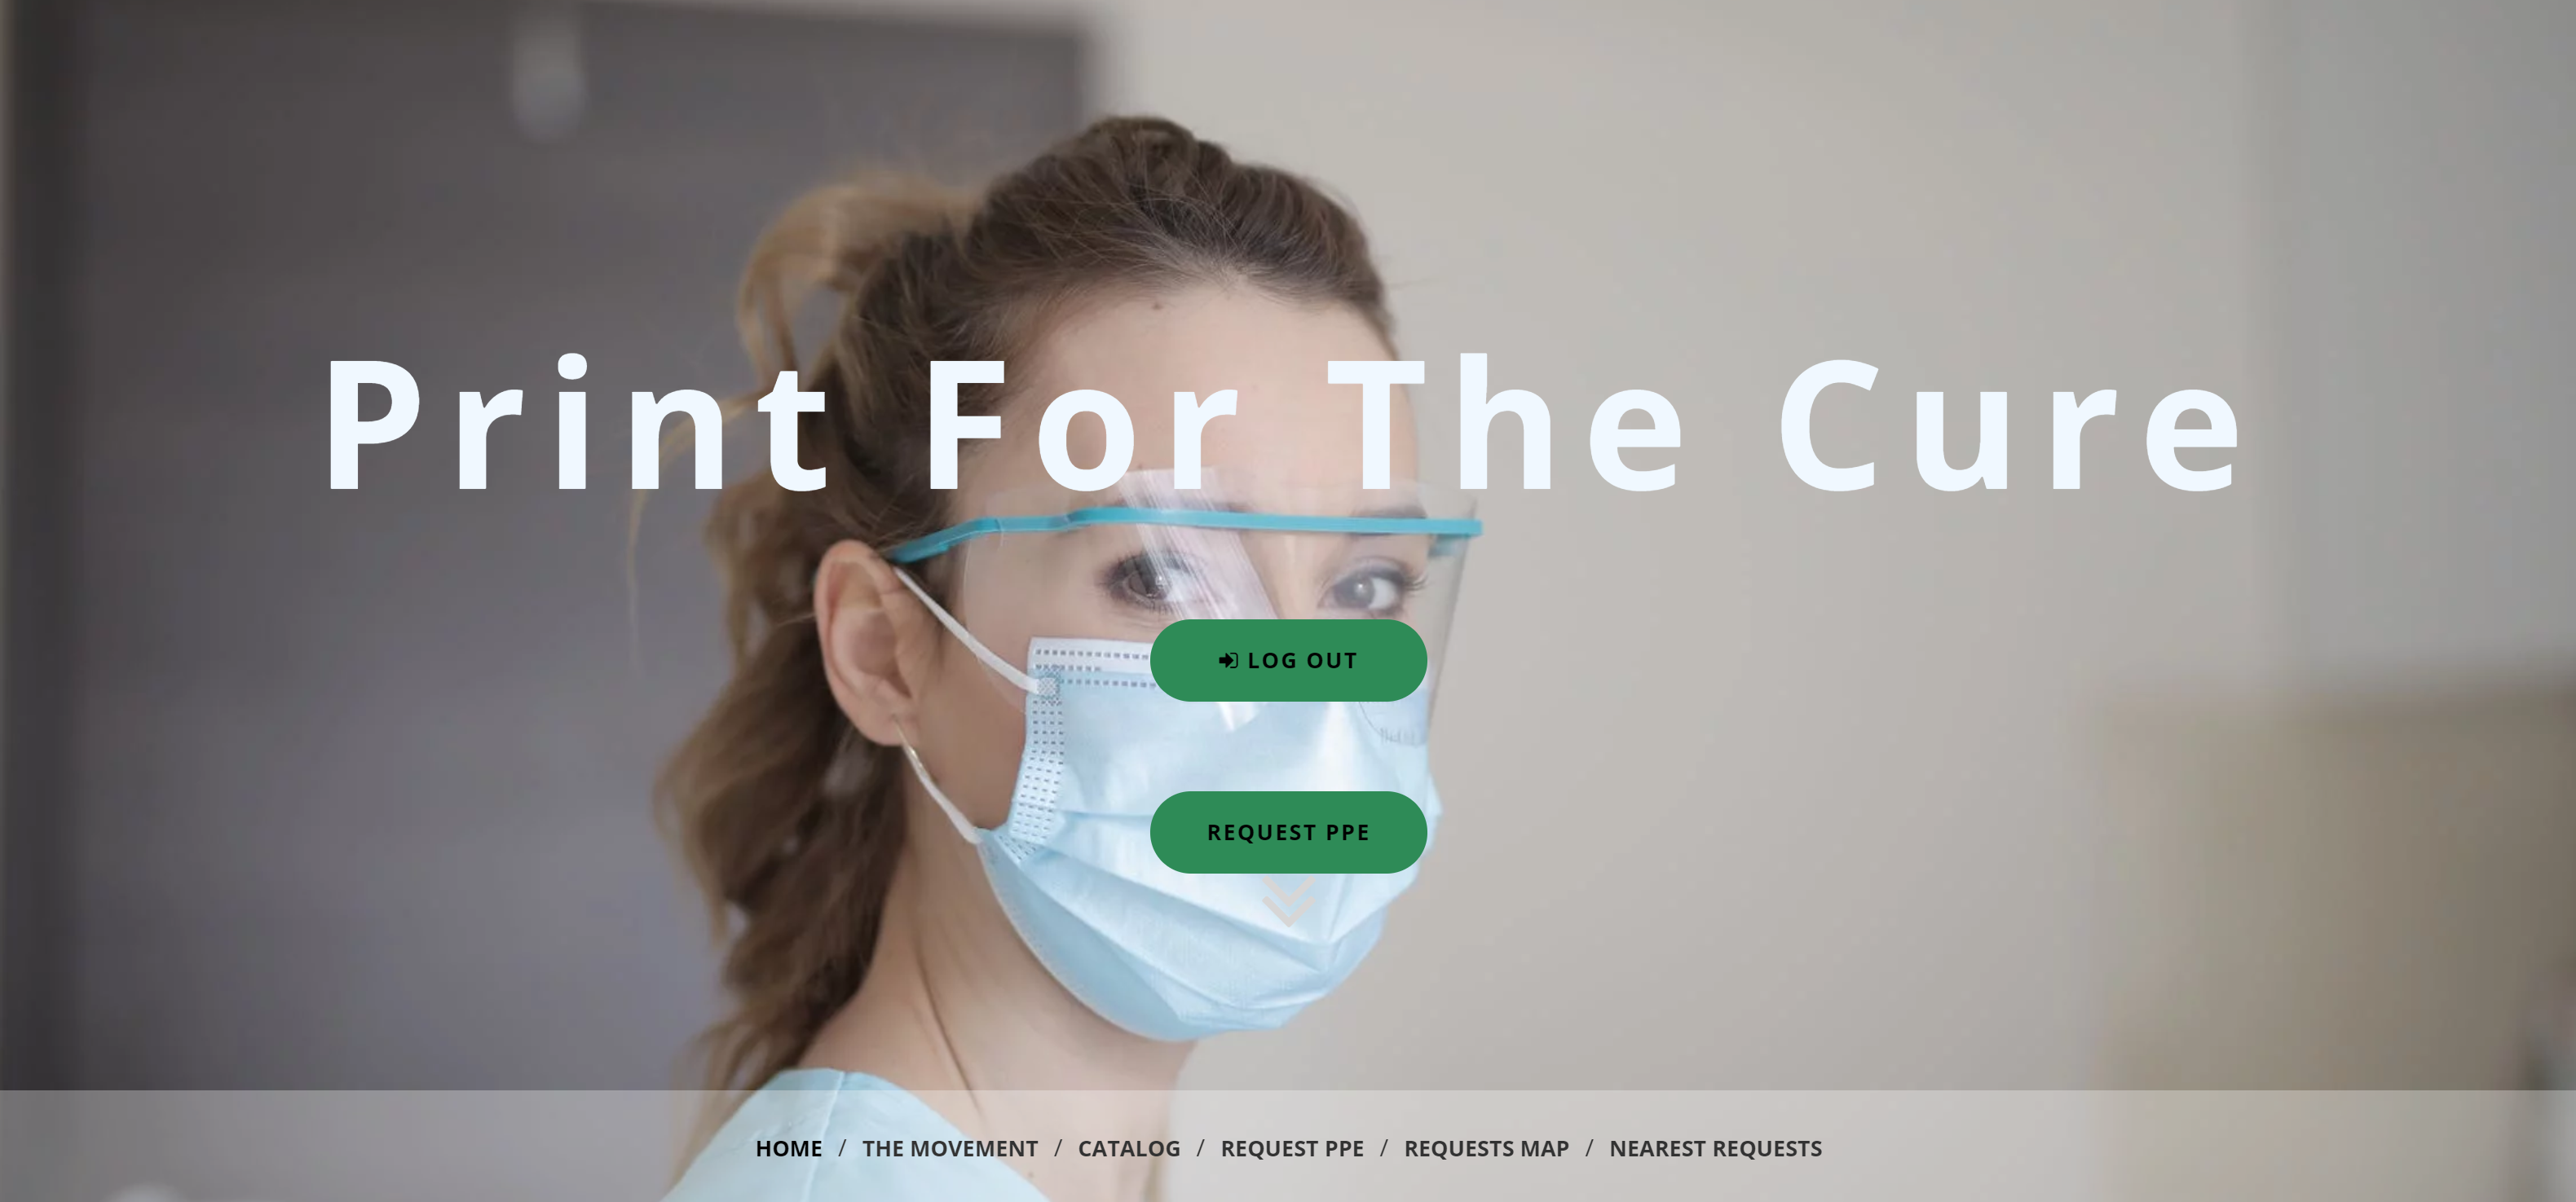 Print For The Cure
LOG OUT
REQUEST PPE
HOME / THE MOVEMENT / CATALOG / REQUEST PPE / REQUESTS MAP / NEAREST REQUESTS